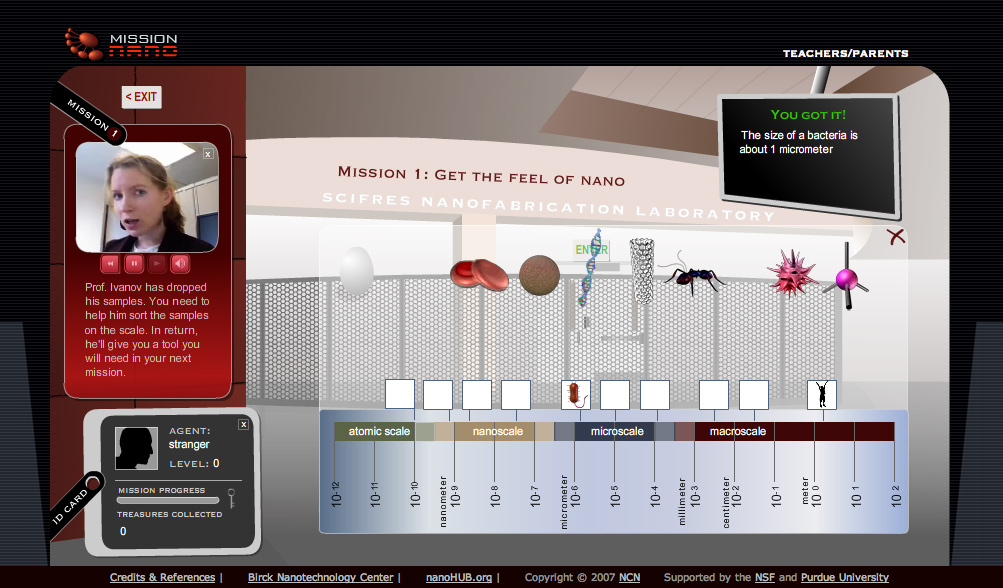 MISSION
nano
TEACHERS/PARENTS
< EXIT
MISSION 1
x
YOU GOT IT!
The size of a bacteria is
about 1 micrometer
MISSION 1: GET THE FEEL OF NANO
SCIFRES NANOFABRICATION LABORATORY
ENTER
Prof. Ivanov has dropped
his samples. You need to
help him sort the samples
on the scale. In return,
he'll give you a tool you
will need in your next
mission.
x
AGENT:
stranger
LEVEL: 0
MISSION PROGRESS
TREASURES COLLECTED
0
ID CARD
atomic scale nanoscale microscale macroscale
10 -12
10 -11
10 -10
nanometer
10 -9
10 -8
10 -7
micrometer
10 -6
10 -5
10 -4
millimeter
10 -3
centimeter
10 -2
10 -1
meter
10 0
10 1
10 2
Credits & References | Birck Nanotechnology Center | nanoHUB.org | Copyright © 2007 NCN Supported by the NSF and Purdue University